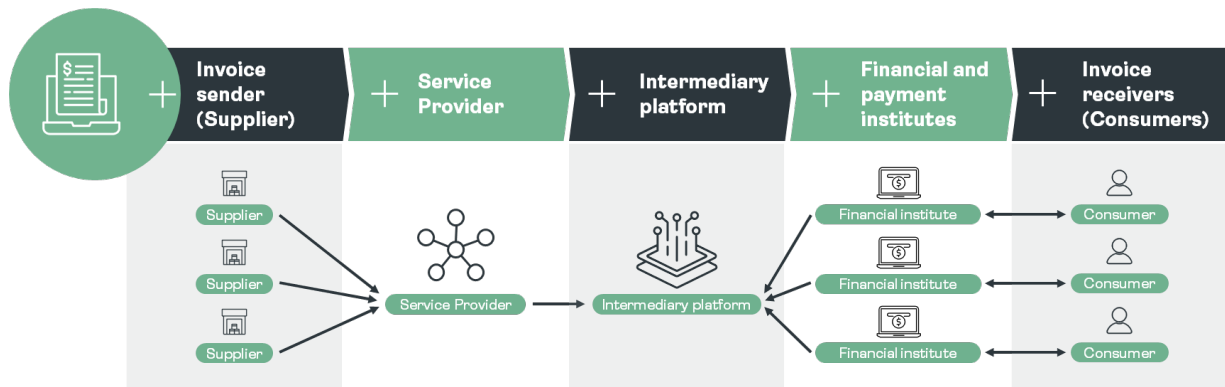 Invoice
sender
(Supplier)
Service
Provider
Intermediary
platform
Financial and
payment
institutes
Invoice
receivers
(Consumers)
Supplier
Supplier
Supplier
Service Provider
Intermediary platform
Financial institute
Financial institute
Financial institute
Consumer
Consumer
Consumer